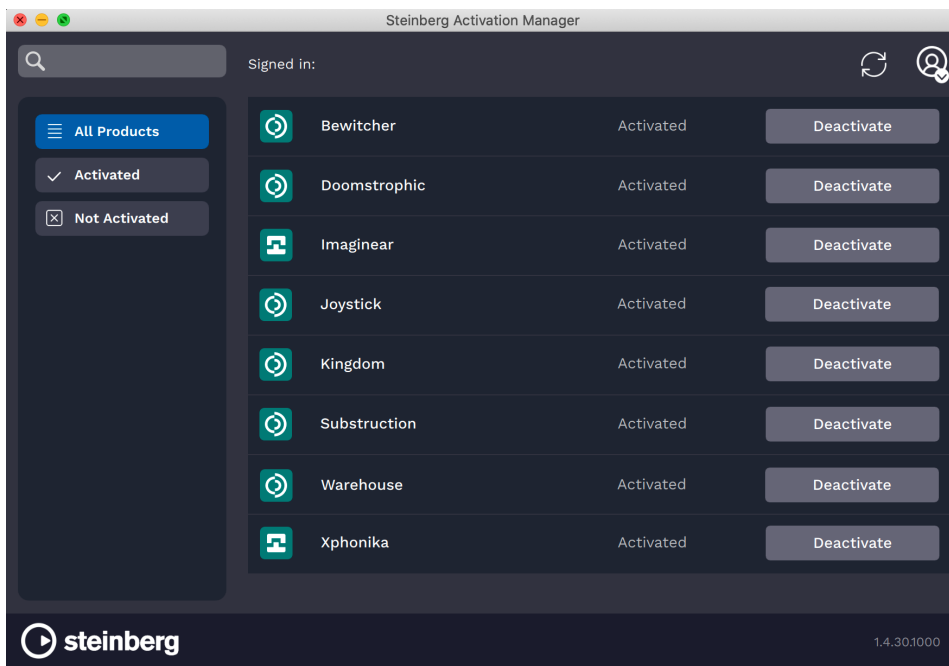 Steinberg Activation Manager
Signed in:
All Products
Activated
Not Activated
Bewitcher Activated Deactivate
Doomstrophic Activated Deactivate
Imaginear Activated Deactivate
Joystick Activated Deactivate
Kingdom Activated Deactivate
Substruction Activated Deactivate
Warehouse Activated Deactivate
Xphonika Activated Deactivate
steinberg
1.4.30.1000